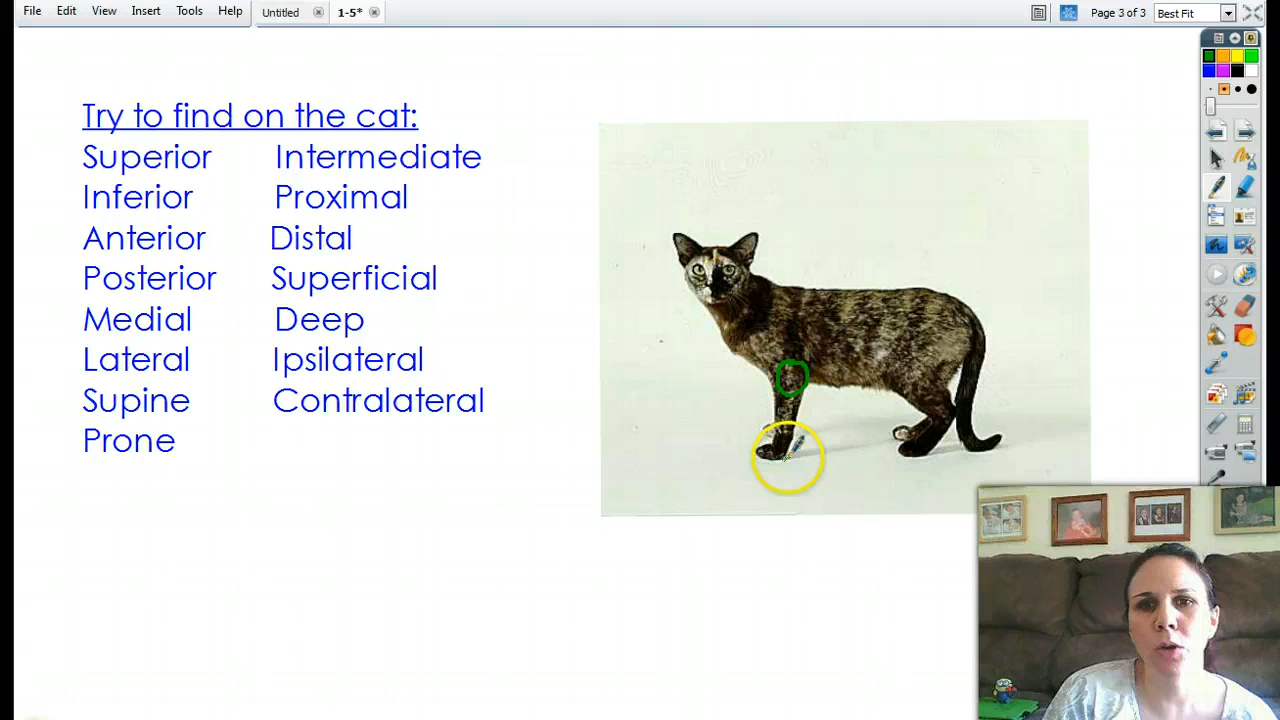 File Edit View Insert Tools Help
Untitled 1-5*
Page 3 of 3 Best Fit
Try to find on the cat:
Superior Intermediate
Inferior Proximal
Anterior Distal
Posterior Superficial
Medial Deep
Lateral Ipsilateral
Supine Contralateral
Prone